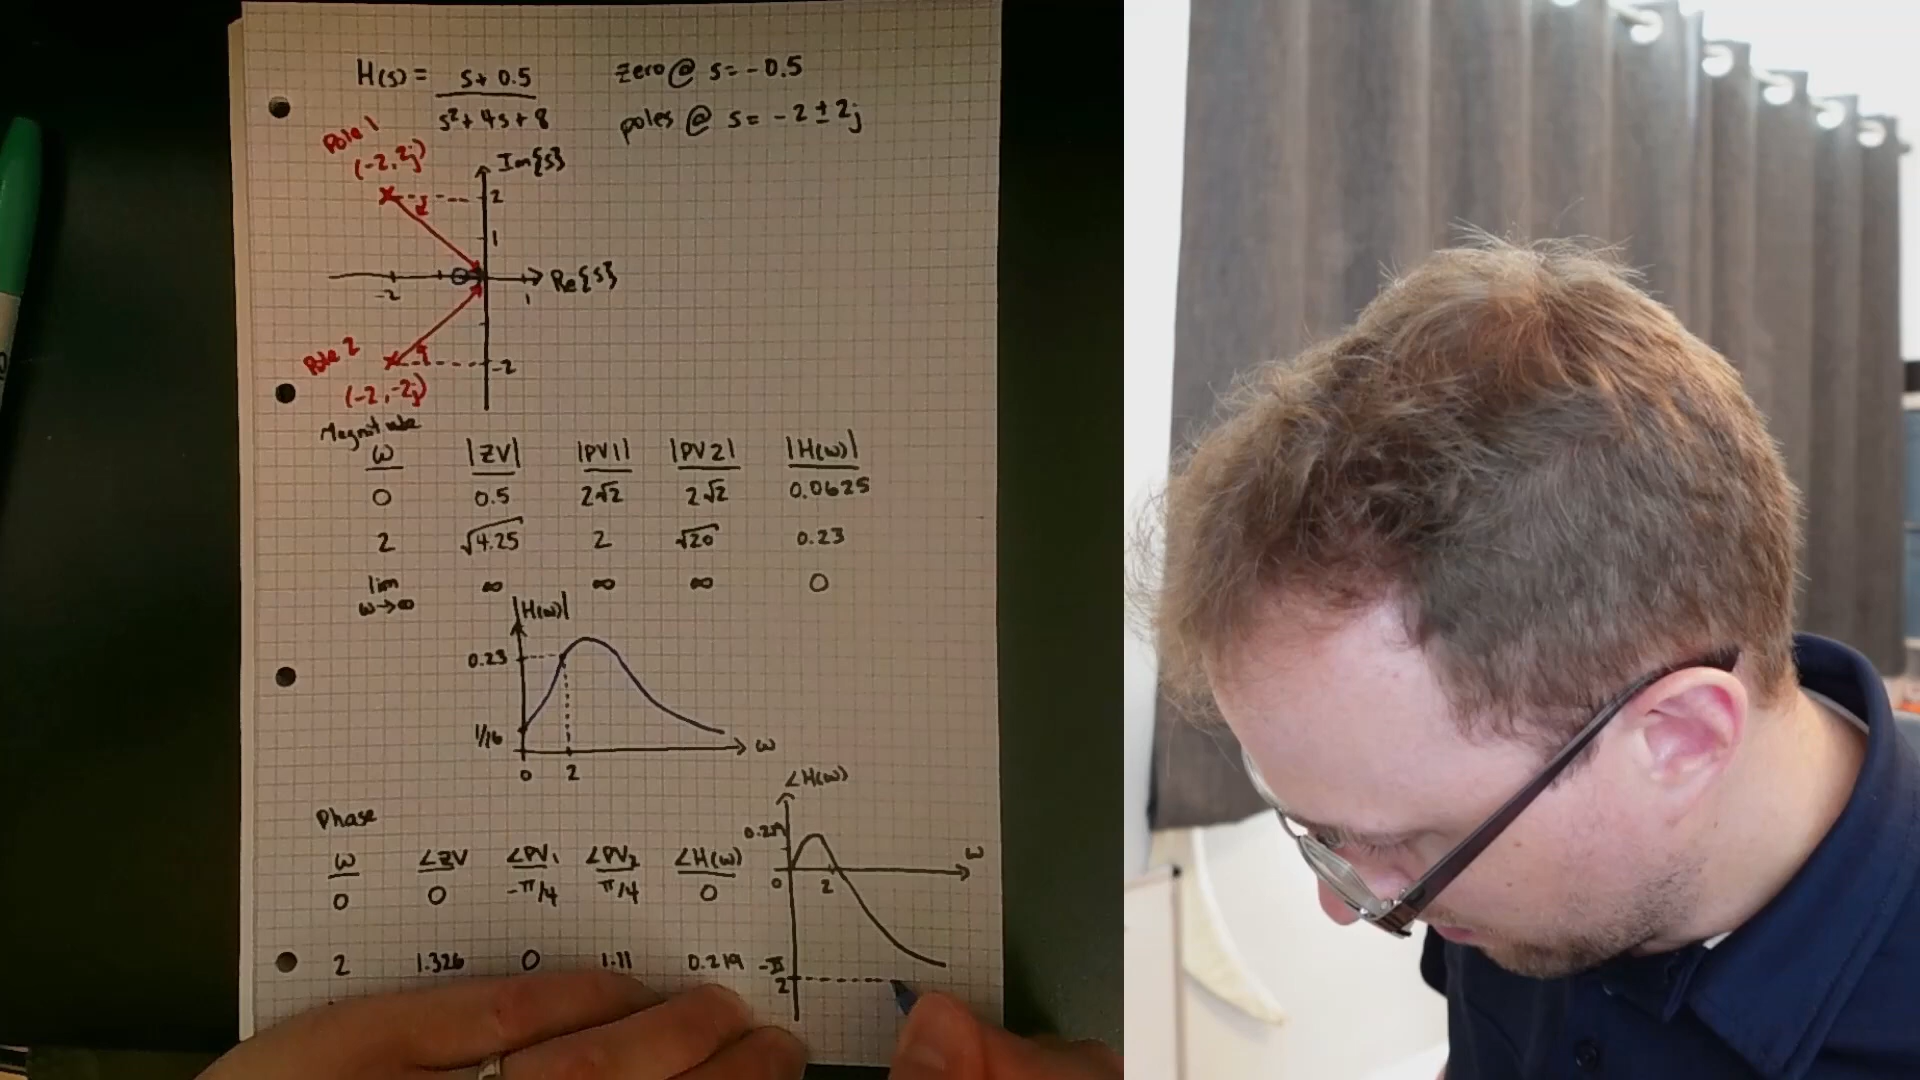 H(s) = s + 0.5 / s² + 4s + 8
zero @ s = - 0.5
poles @ s = - 2 ± 2j
Pole 1
(-2, 2j)
Im{s}
2
1
Re{s}
-2
1
Pole 2
-2
(-2, -2j)
Magnitude
ω |ZV| |PV1| |PV2| |H(ω)|
0 0.5 2√2 2√2 0.0625
2 √4.25 2 √20 0.23
lim ω→∞ ∞ ∞ ∞ 0
|H(ω)|
0.23
1/16
ω
0 2
∠H(ω)
Phase
0.219
ω
0 2
ω ∠ZV ∠PV₁ ∠PV₂ ∠H(ω)
0 0 -π/4 π/4 0
2 1.326 0 1.11 0.219
-π/2